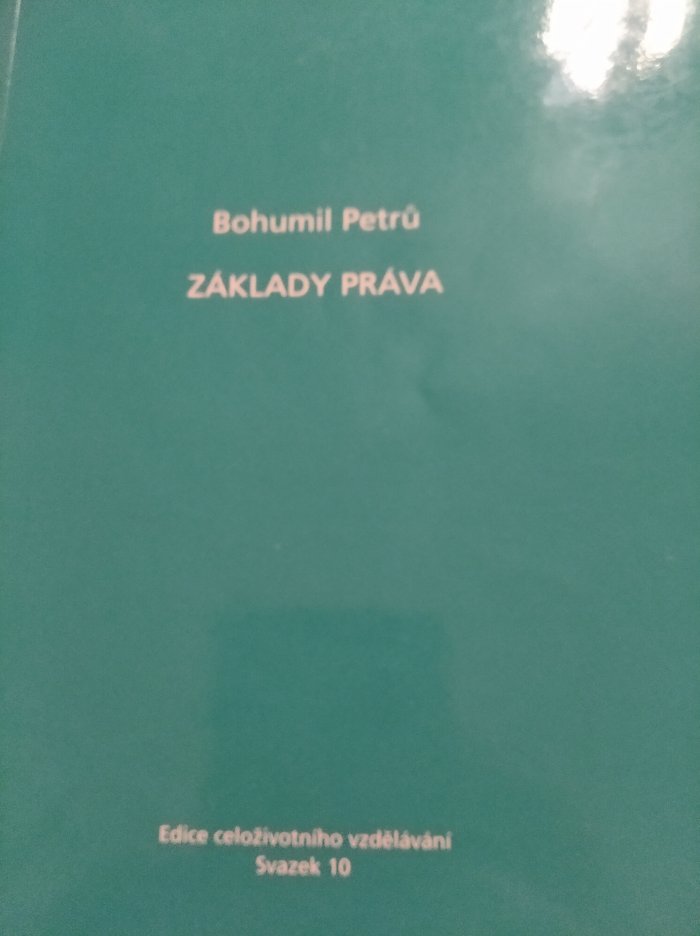 Bohumil Petrů
ZÁKLADY PRÁVA
Edice celoživotního vzdělávání
Svazek 10